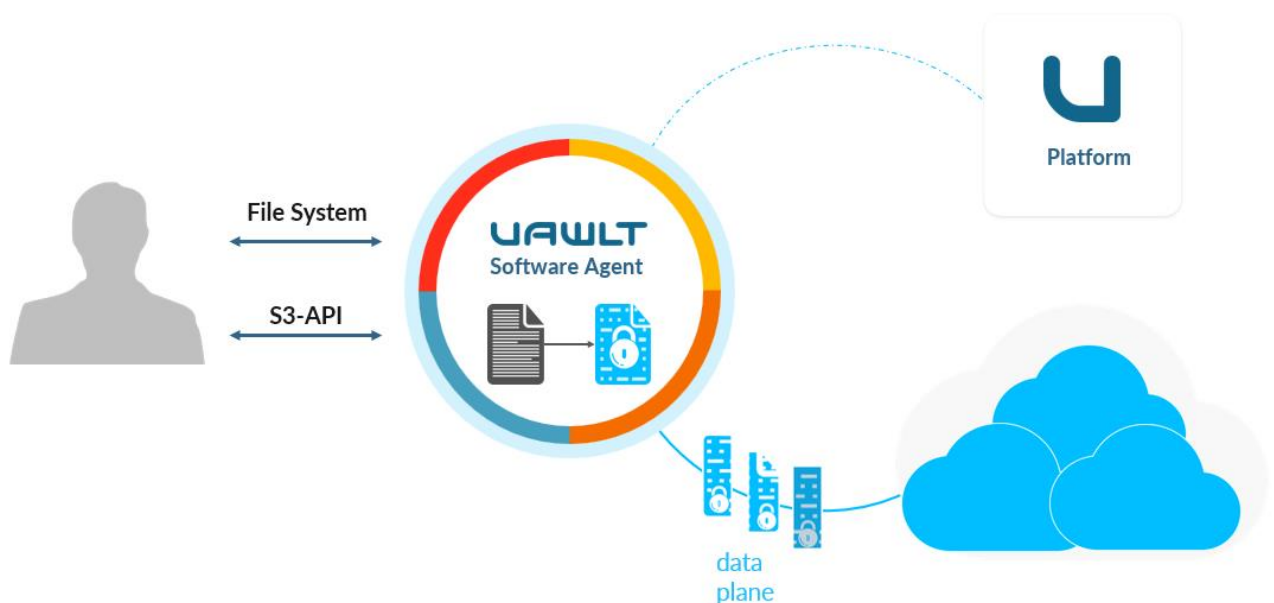 File System
S3-API
UAWLT
Software Agent
U
Platform
data
plane